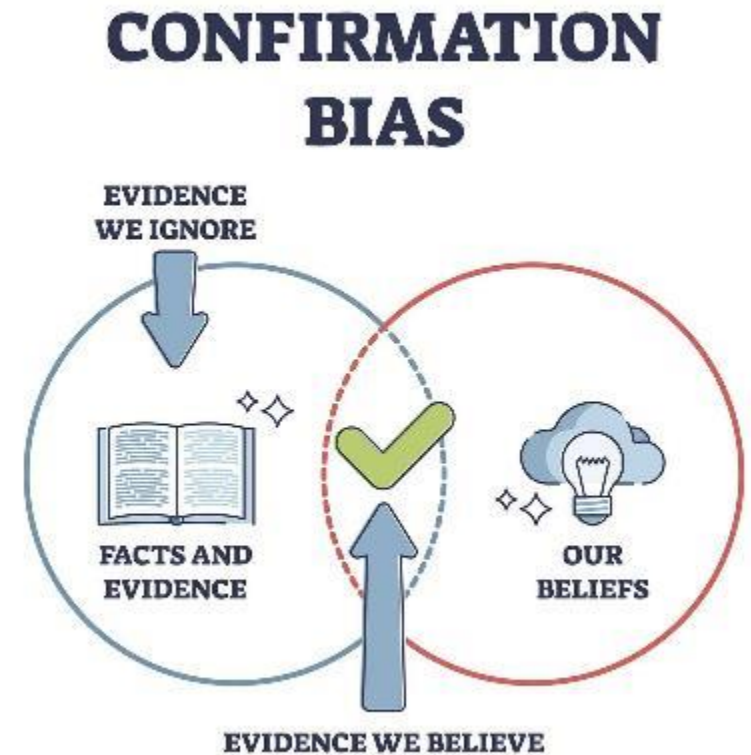 CONFIRMATION
BIAS
EVIDENCE
WE IGNORE
FACTS AND
EVIDENCE
OUR
BELIEFS
EVIDENCE WE BELIEVE